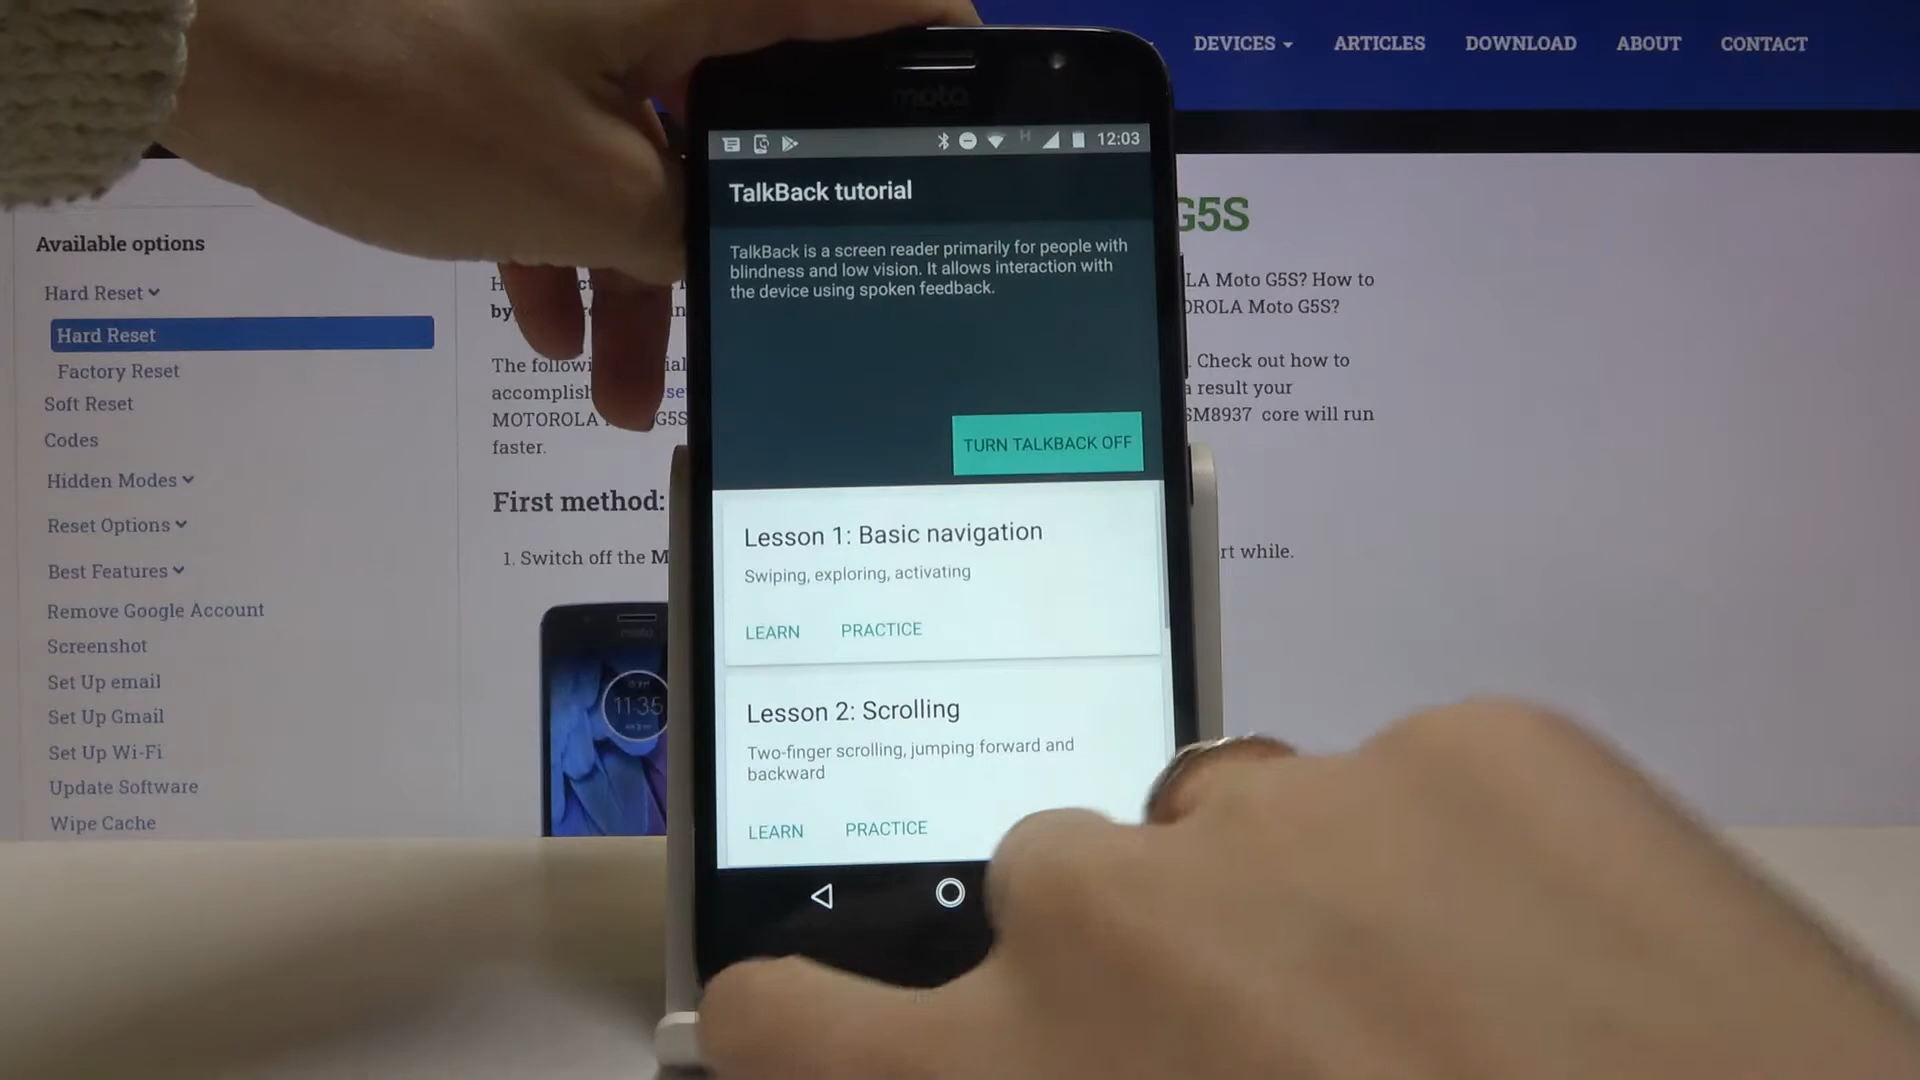 DEVICES
ARTICLES
DOWNLOAD
ABOUT
CONTACT
moto
12:03
TalkBack tutorial
TalkBack is a screen reader primarily for people with
blindness and low vision. It allows interaction with
the device using spoken feedback.
TURN TALKBACK OFF
Lesson 1: Basic navigation
Swiping, exploring, activating
LEARN PRACTICE
Lesson 2: Scrolling
Two-finger scrolling, jumping forward and
backward
LEARN PRACTICE
Available options
Hard Reset
Hard Reset
Factory Reset
Soft Reset
Codes
Hidden Modes
Reset Options
Best Features
Remove Google Account
Screenshot
Set Up email
Set Up Gmail
Set Up Wi-Fi
Update Software
Wipe Cache
G5S
Moto G5S? How to
by
Moto G5S?
The
Check out how to
result your
MOTOROLA G5S
core will run
faster.
First method:
1. Switch off the
while.
moto
11:35